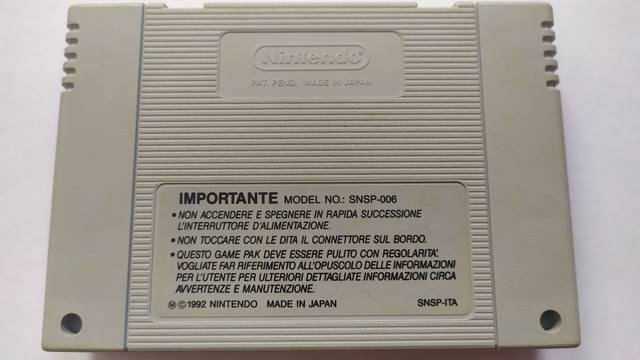 Nintendo
PAT. PEND. MADE IN JAPAN
IMPORTANTE MODEL NO.: SNSP-006
• NON ACCENDERE E SPEGNERE IN RAPIDA SUCCESSIONE
L'INTERRUTTORE D'ALIMENTAZIONE.
• NON TOCCARE CON LE DITA IL CONNETTORE SUL BORDO.
• QUESTO GAME PAK DEVE ESSERE PULITO CON REGOLARITA'.
VOGLIATE FAR RIFERIMENTO ALL'OPUSCOLO DELLE INFORMAZIONI
PER L'UTENTE PER ULTERIORI DETTAGLIATE INFORMAZIONI CIRCA
AVVERTENZE E MANUTENZIONE.
Ⓜ©1992 NINTENDO MADE IN JAPAN SNSP-ITA